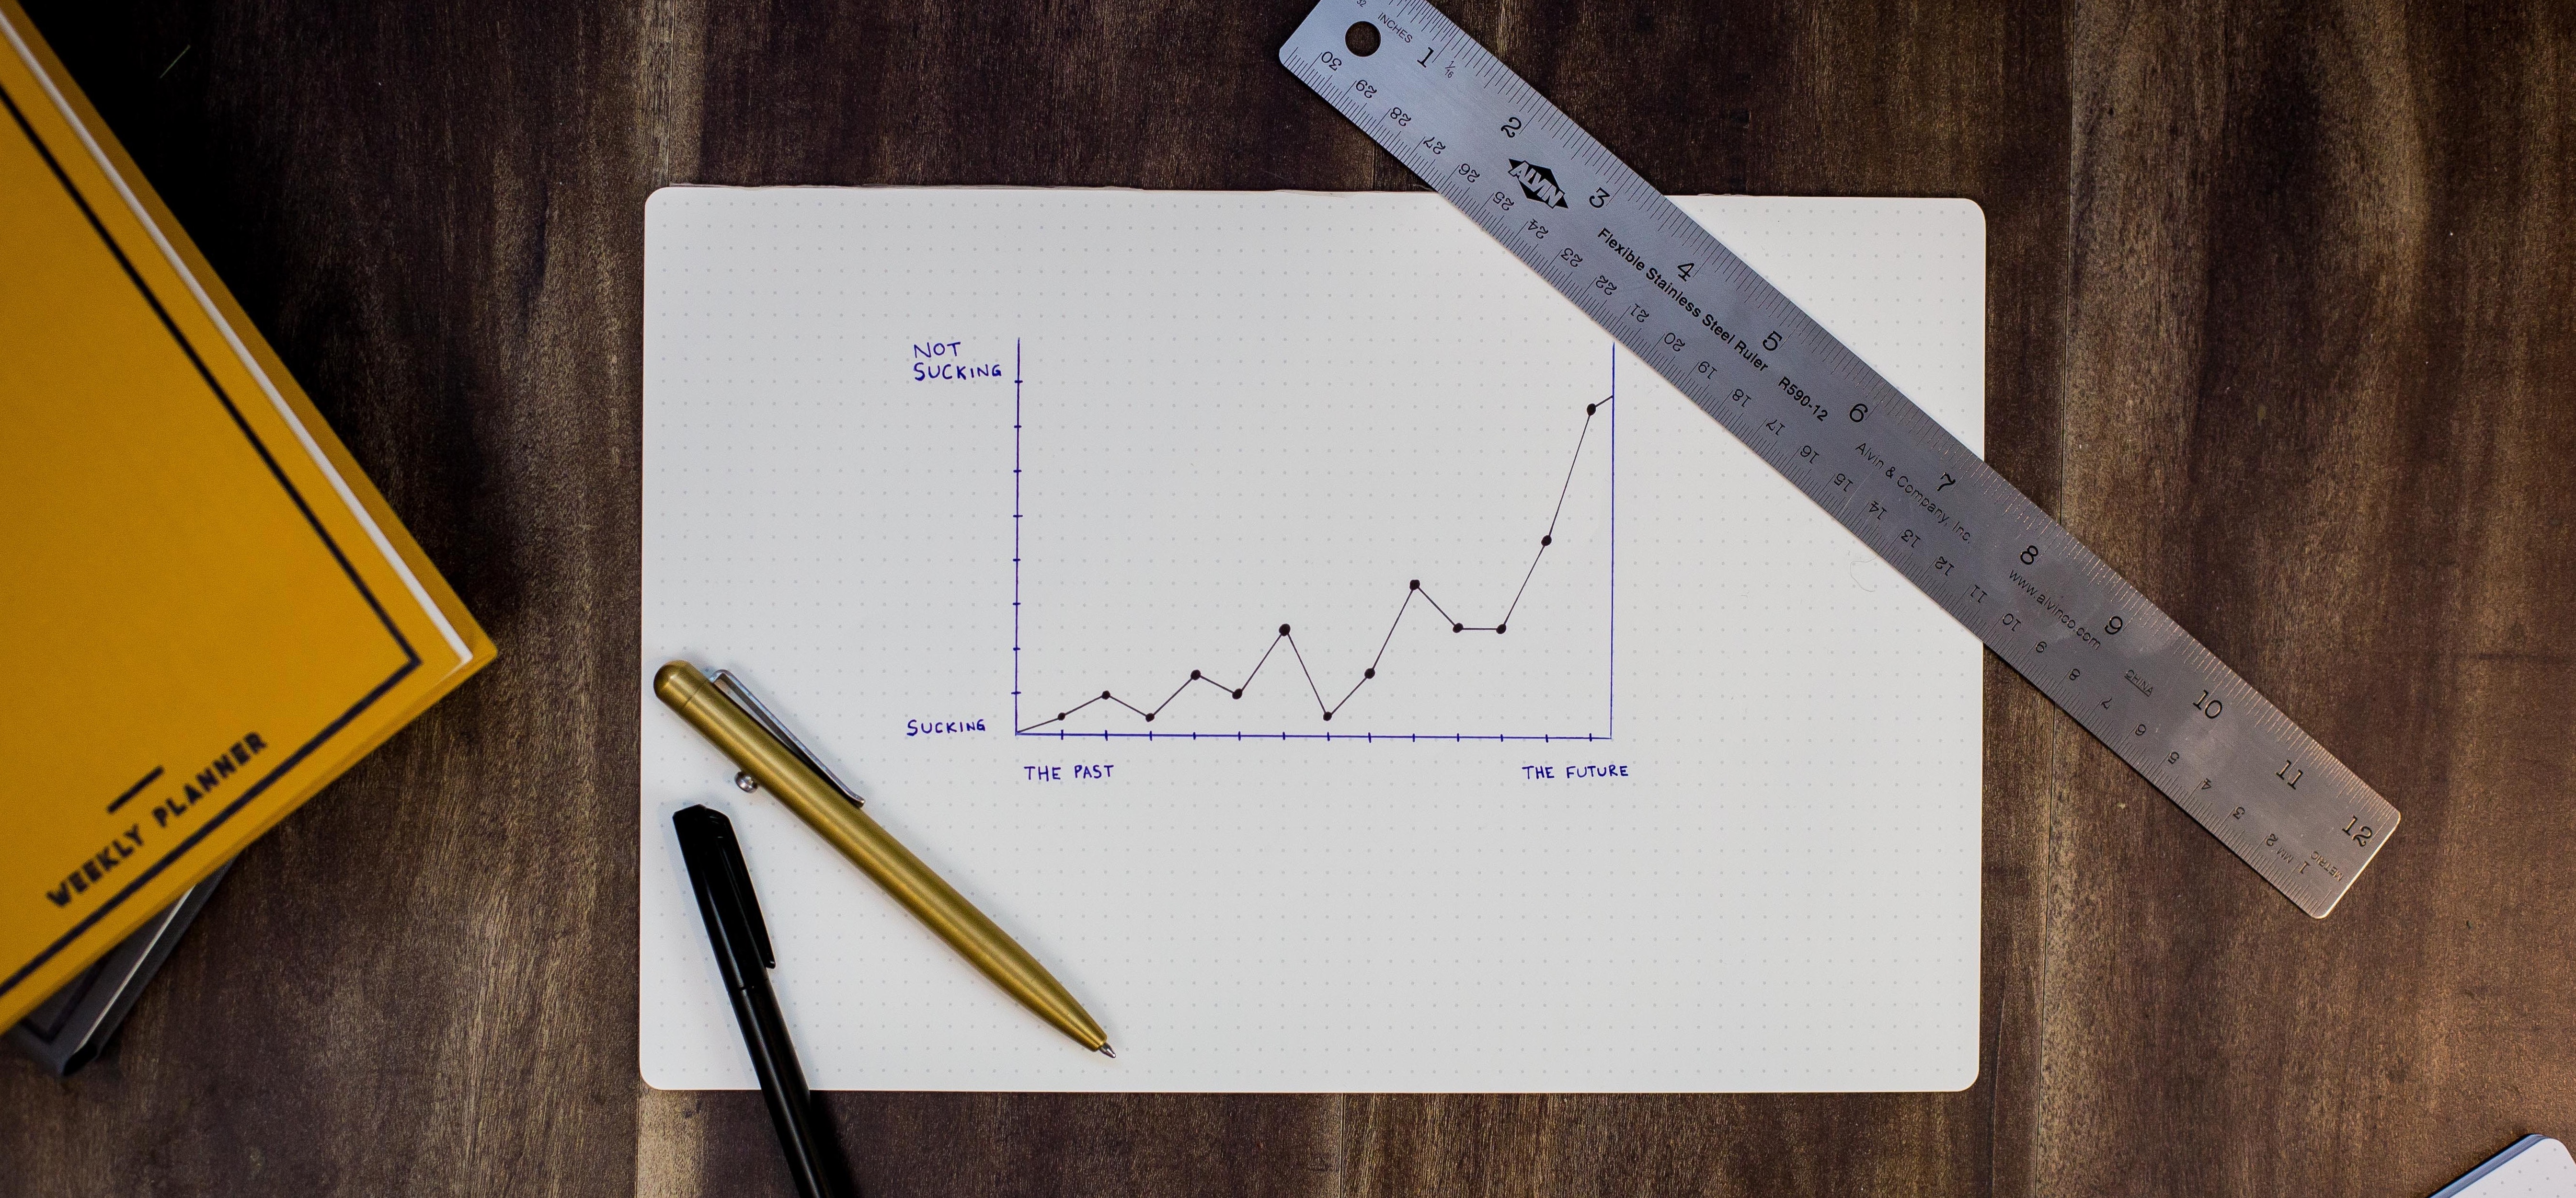 INCHES
1
1/16
2
3
4
5
6
7
8
9
10
11
12
ALVIN
Flexible Stainless Steel Ruler R590-12
Alvin & Company, Inc.
www.alvinco.com
CHINA
30 29 28 27 26 25 24 23 22 21 20 19 18 17 16 15 14 13 12 11 10 9 8 7 6 5 4 3 2 1 MM
METRIC
NOT
SUCKING
SUCKING
THE PAST
THE FUTURE
WEEKLY PLANNER